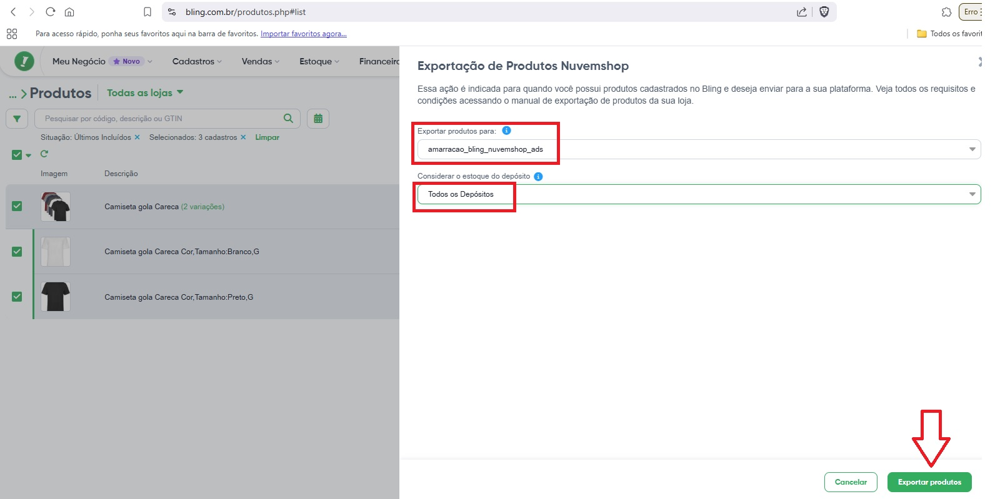 bling.com.br/produtos.php#list
Erro
Para acesso rápido, ponha seus favoritos aqui na barra de favoritos. Importar favoritos agora...
Todos os favorit
Meu Negócio Novo Cadastros Vendas Estoque Financeiro
... Produtos Todas as lojas
Pesquisar por código, descrição ou GTIN
Situação: Últimos Incluídos × Selecionados: 3 cadastros × Limpar
Imagem Descrição
Camiseta gola Careca (2 variações)
Camiseta gola Careca Cor,Tamanho:Branco,G
Camiseta gola Careca Cor,Tamanho:Preto,G
Exportação de Produtos Nuvemshop
Essa ação é indicada para quando você possui produtos cadastrados no Bling e deseja enviar para a sua plataforma. Veja todos os requisitos e
condições acessando o manual de exportação de produtos da sua loja.
Exportar produtos para:
amarracao_bling_nuvemshop_ads
Considerar o estoque do depósito
Todos os Depósitos
Cancelar Exportar produtos